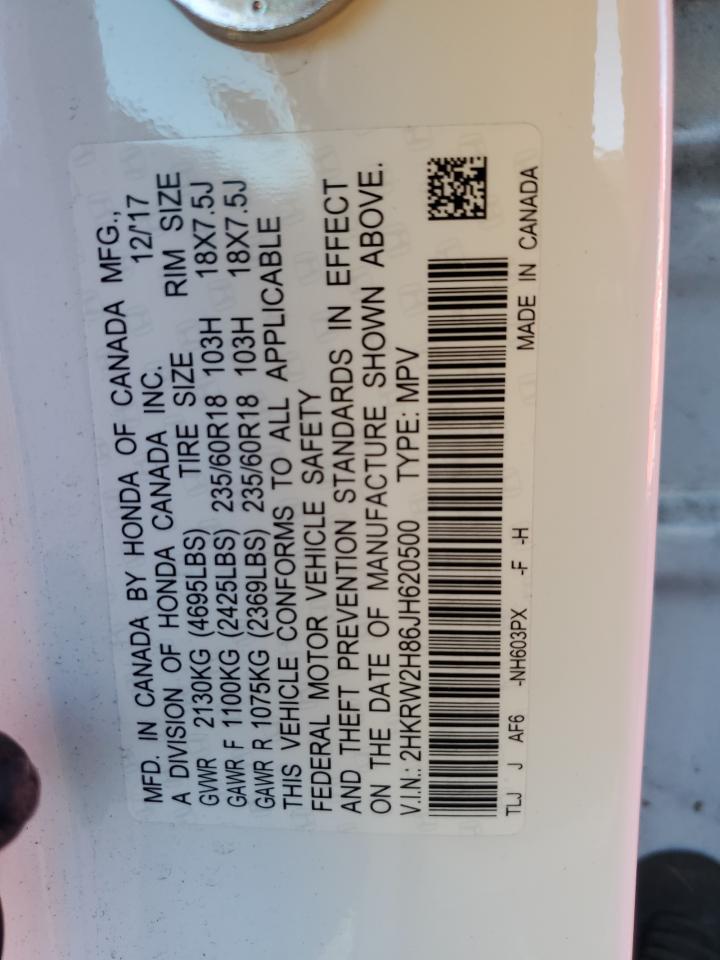 MFD. IN CANADA BY HONDA OF CANADA MFG.,
A DIVISION OF HONDA CANADA INC. 12/'17
GVWR 2130KG (4695LBS) TIRE SIZE RIM SIZE
GAWR F 1100KG (2425LBS) 235/60R18 103H 18X7.5J
GAWR R 1075KG (2369LBS) 235/60R18 103H 18X7.5J
THIS VEHICLE CONFORMS TO ALL APPLICABLE
FEDERAL MOTOR VEHICLE SAFETY
AND THEFT PREVENTION STANDARDS IN EFFECT
ON THE DATE OF MANUFACTURE SHOWN ABOVE.
V.I.N.: 2HKRW2H86JH620500 TYPE: MPV
TLJ J AF6 -NH603PX -F -H MADE IN CANADA